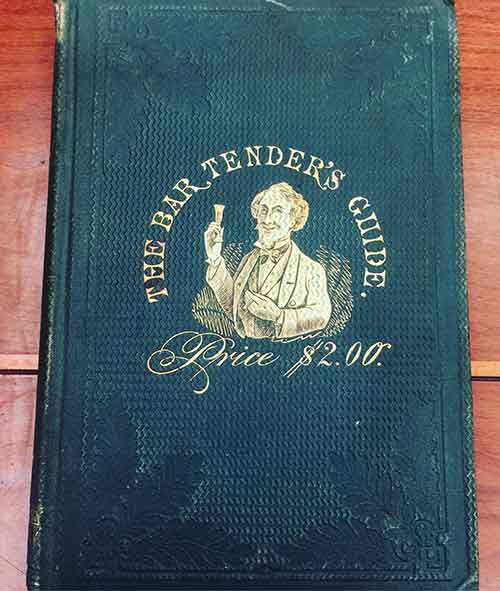 THE BAR TENDER'S GUIDE.
Price $2.00.